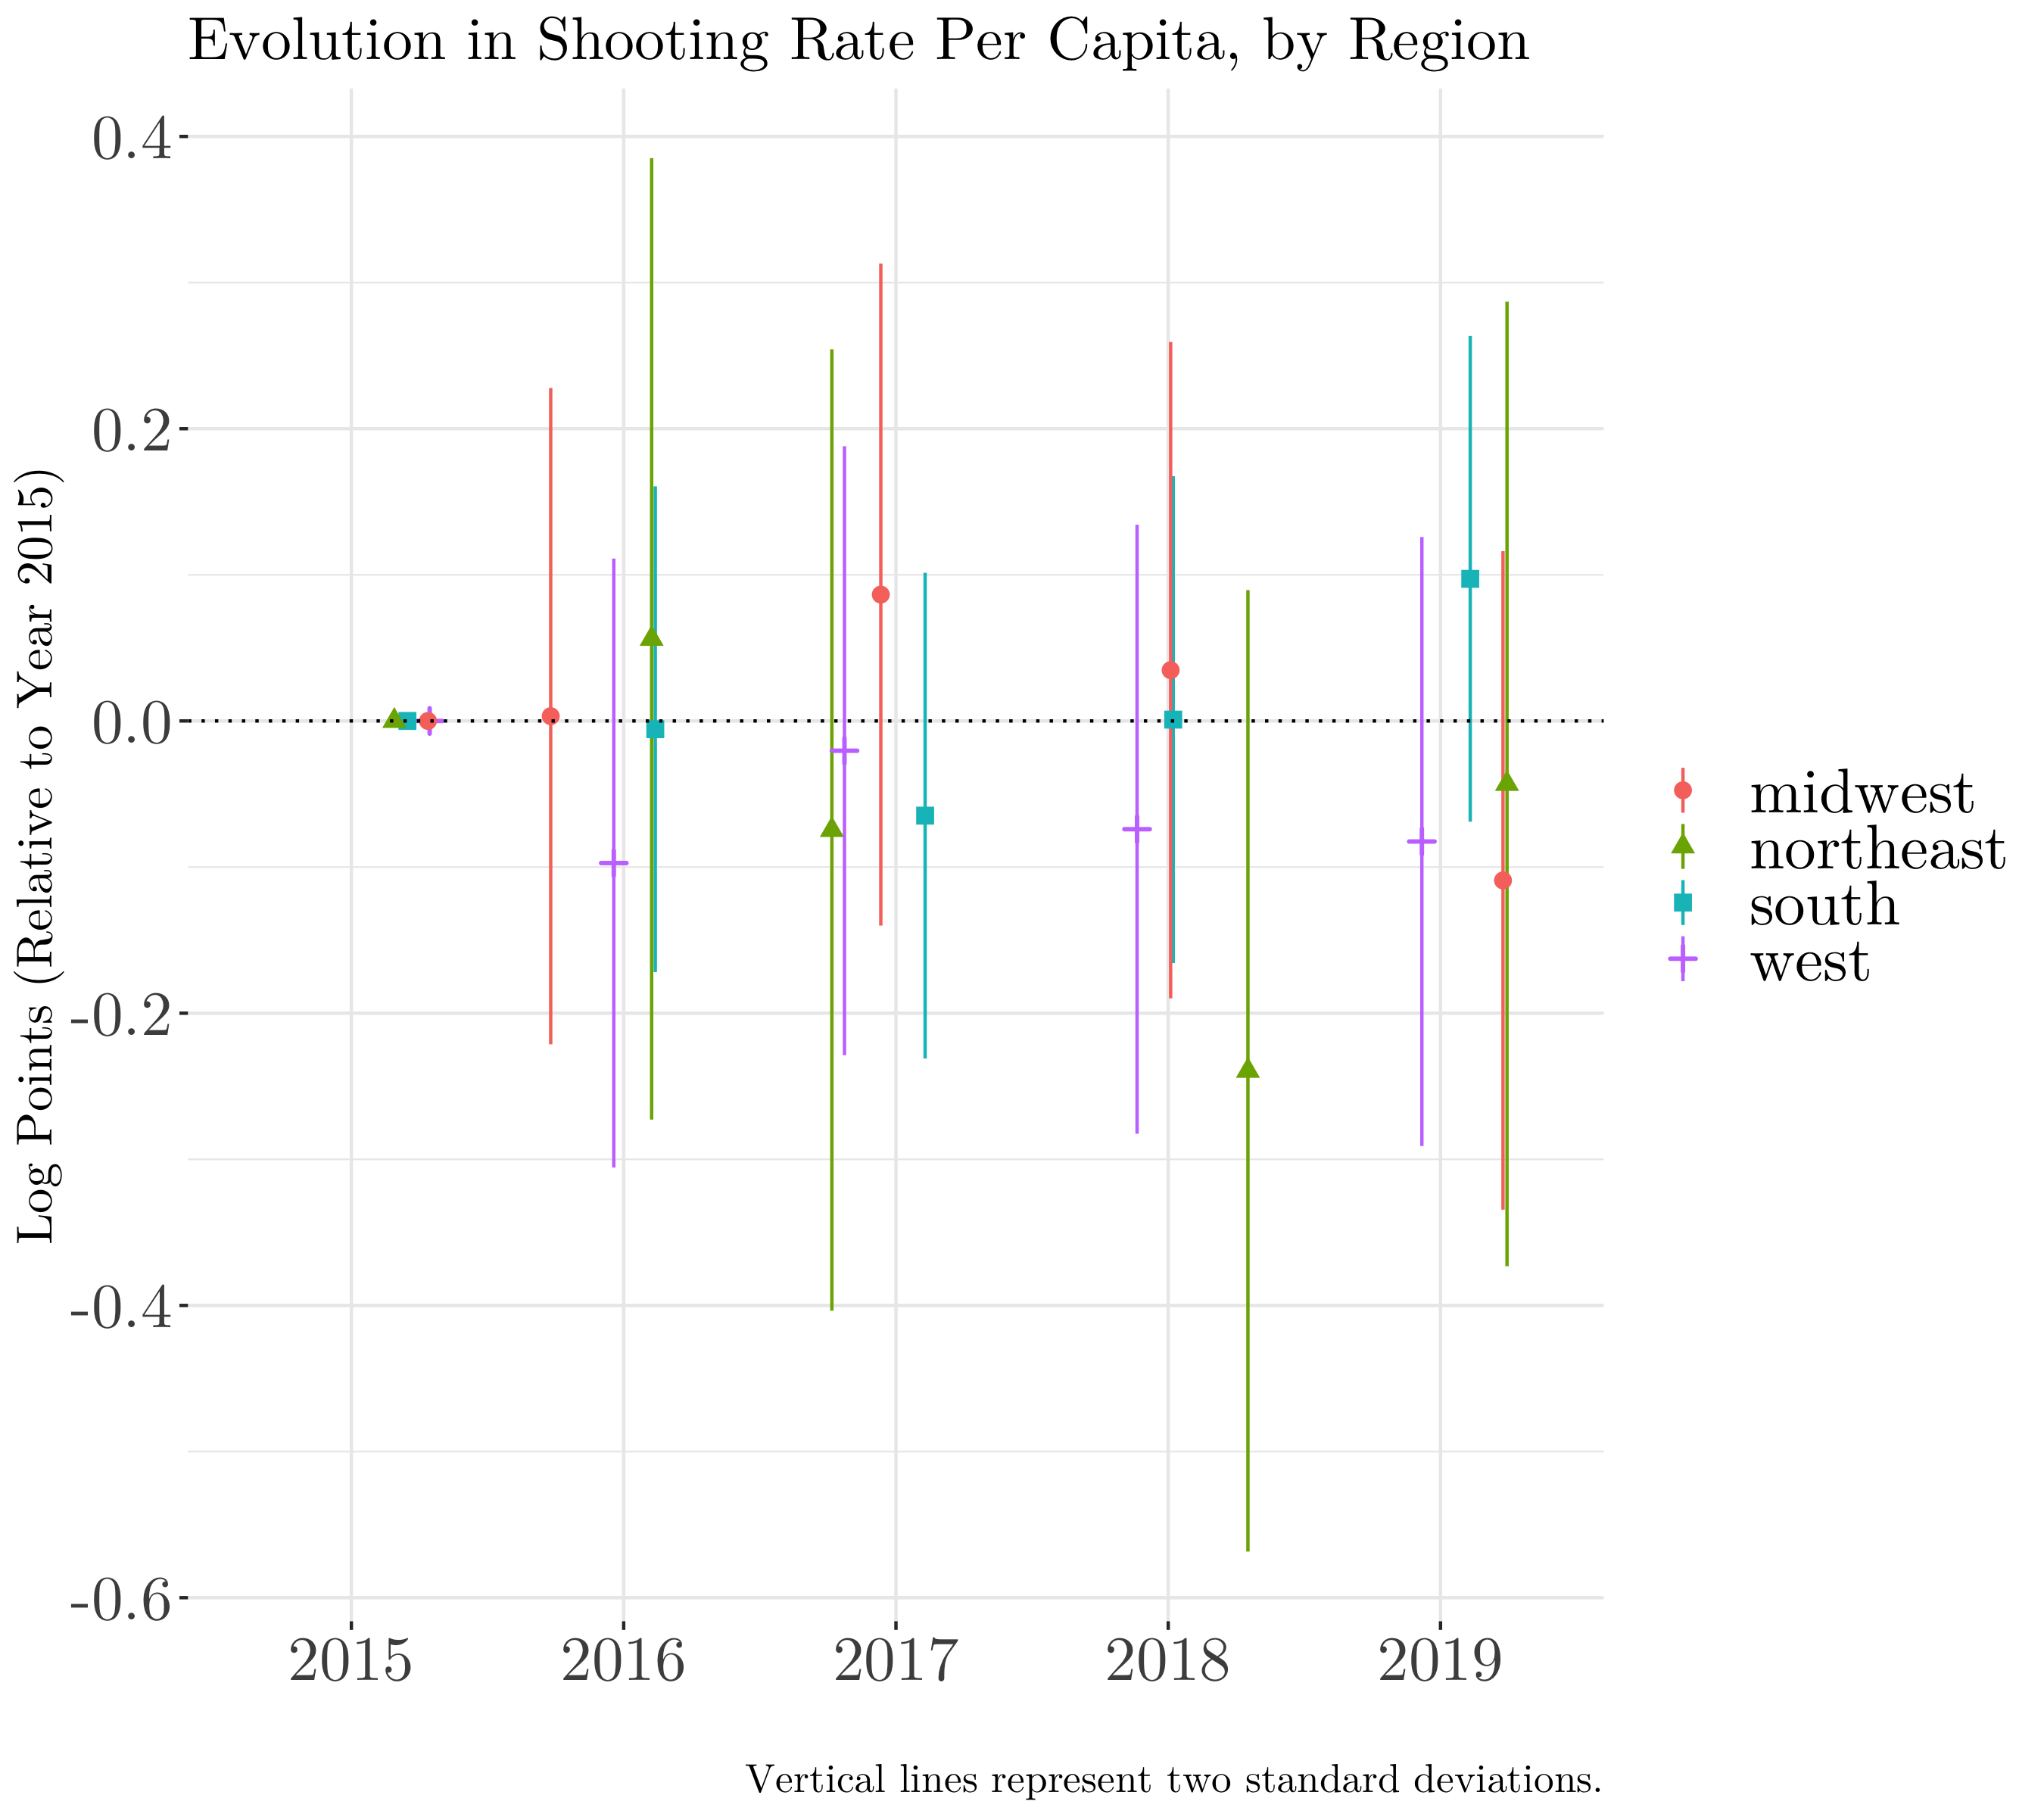 Evolution in Shooting Rate Per Capita, by Region
Log Points (Relative to Year 2015)
0.4
0.2
0.0
-0.2
-0.4
-0.6
2015 2016 2017 2018 2019
midwest
northeast
south
west
Vertical lines represent two standard deviations.